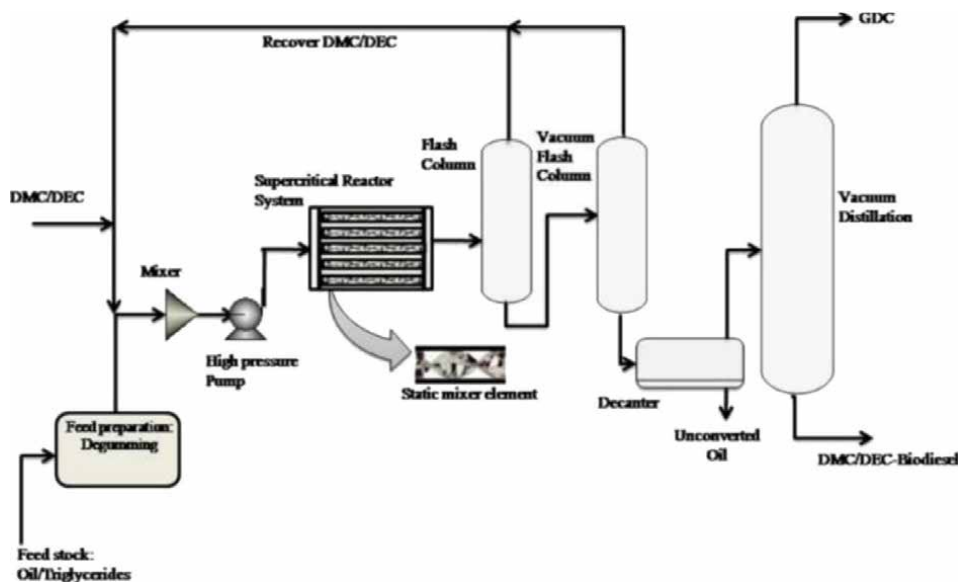 GDC
Recover DMC/DEC
Flash
Column
Vacuum
Flash
Column
Supercritical Reactor
System
DMC/DEC
Vacuum
Distillation
Mixer
High pressure
Pump
Static mixer element
Decanter
Feed preparation:
Degumming
Unconverted
Oil
DMC/DEC-Biodiesel
Feed stock:
Oil/Triglycerides